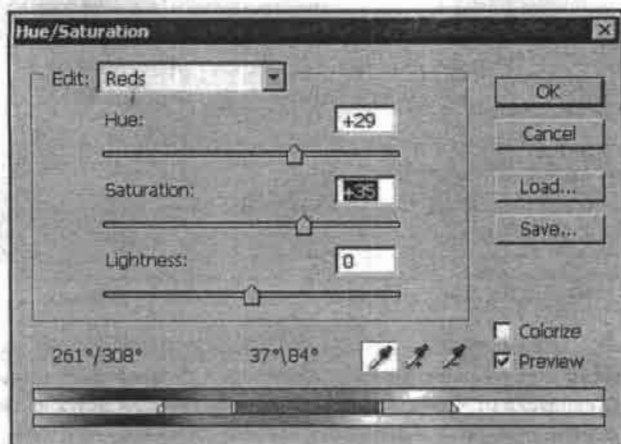 Hue/Saturation
Edit: Reds
OK
Hue: +29
Cancel
Saturation: +35
Load...
Save...
Lightness: 0
Colorize
261°/308° 37°\84°
Preview